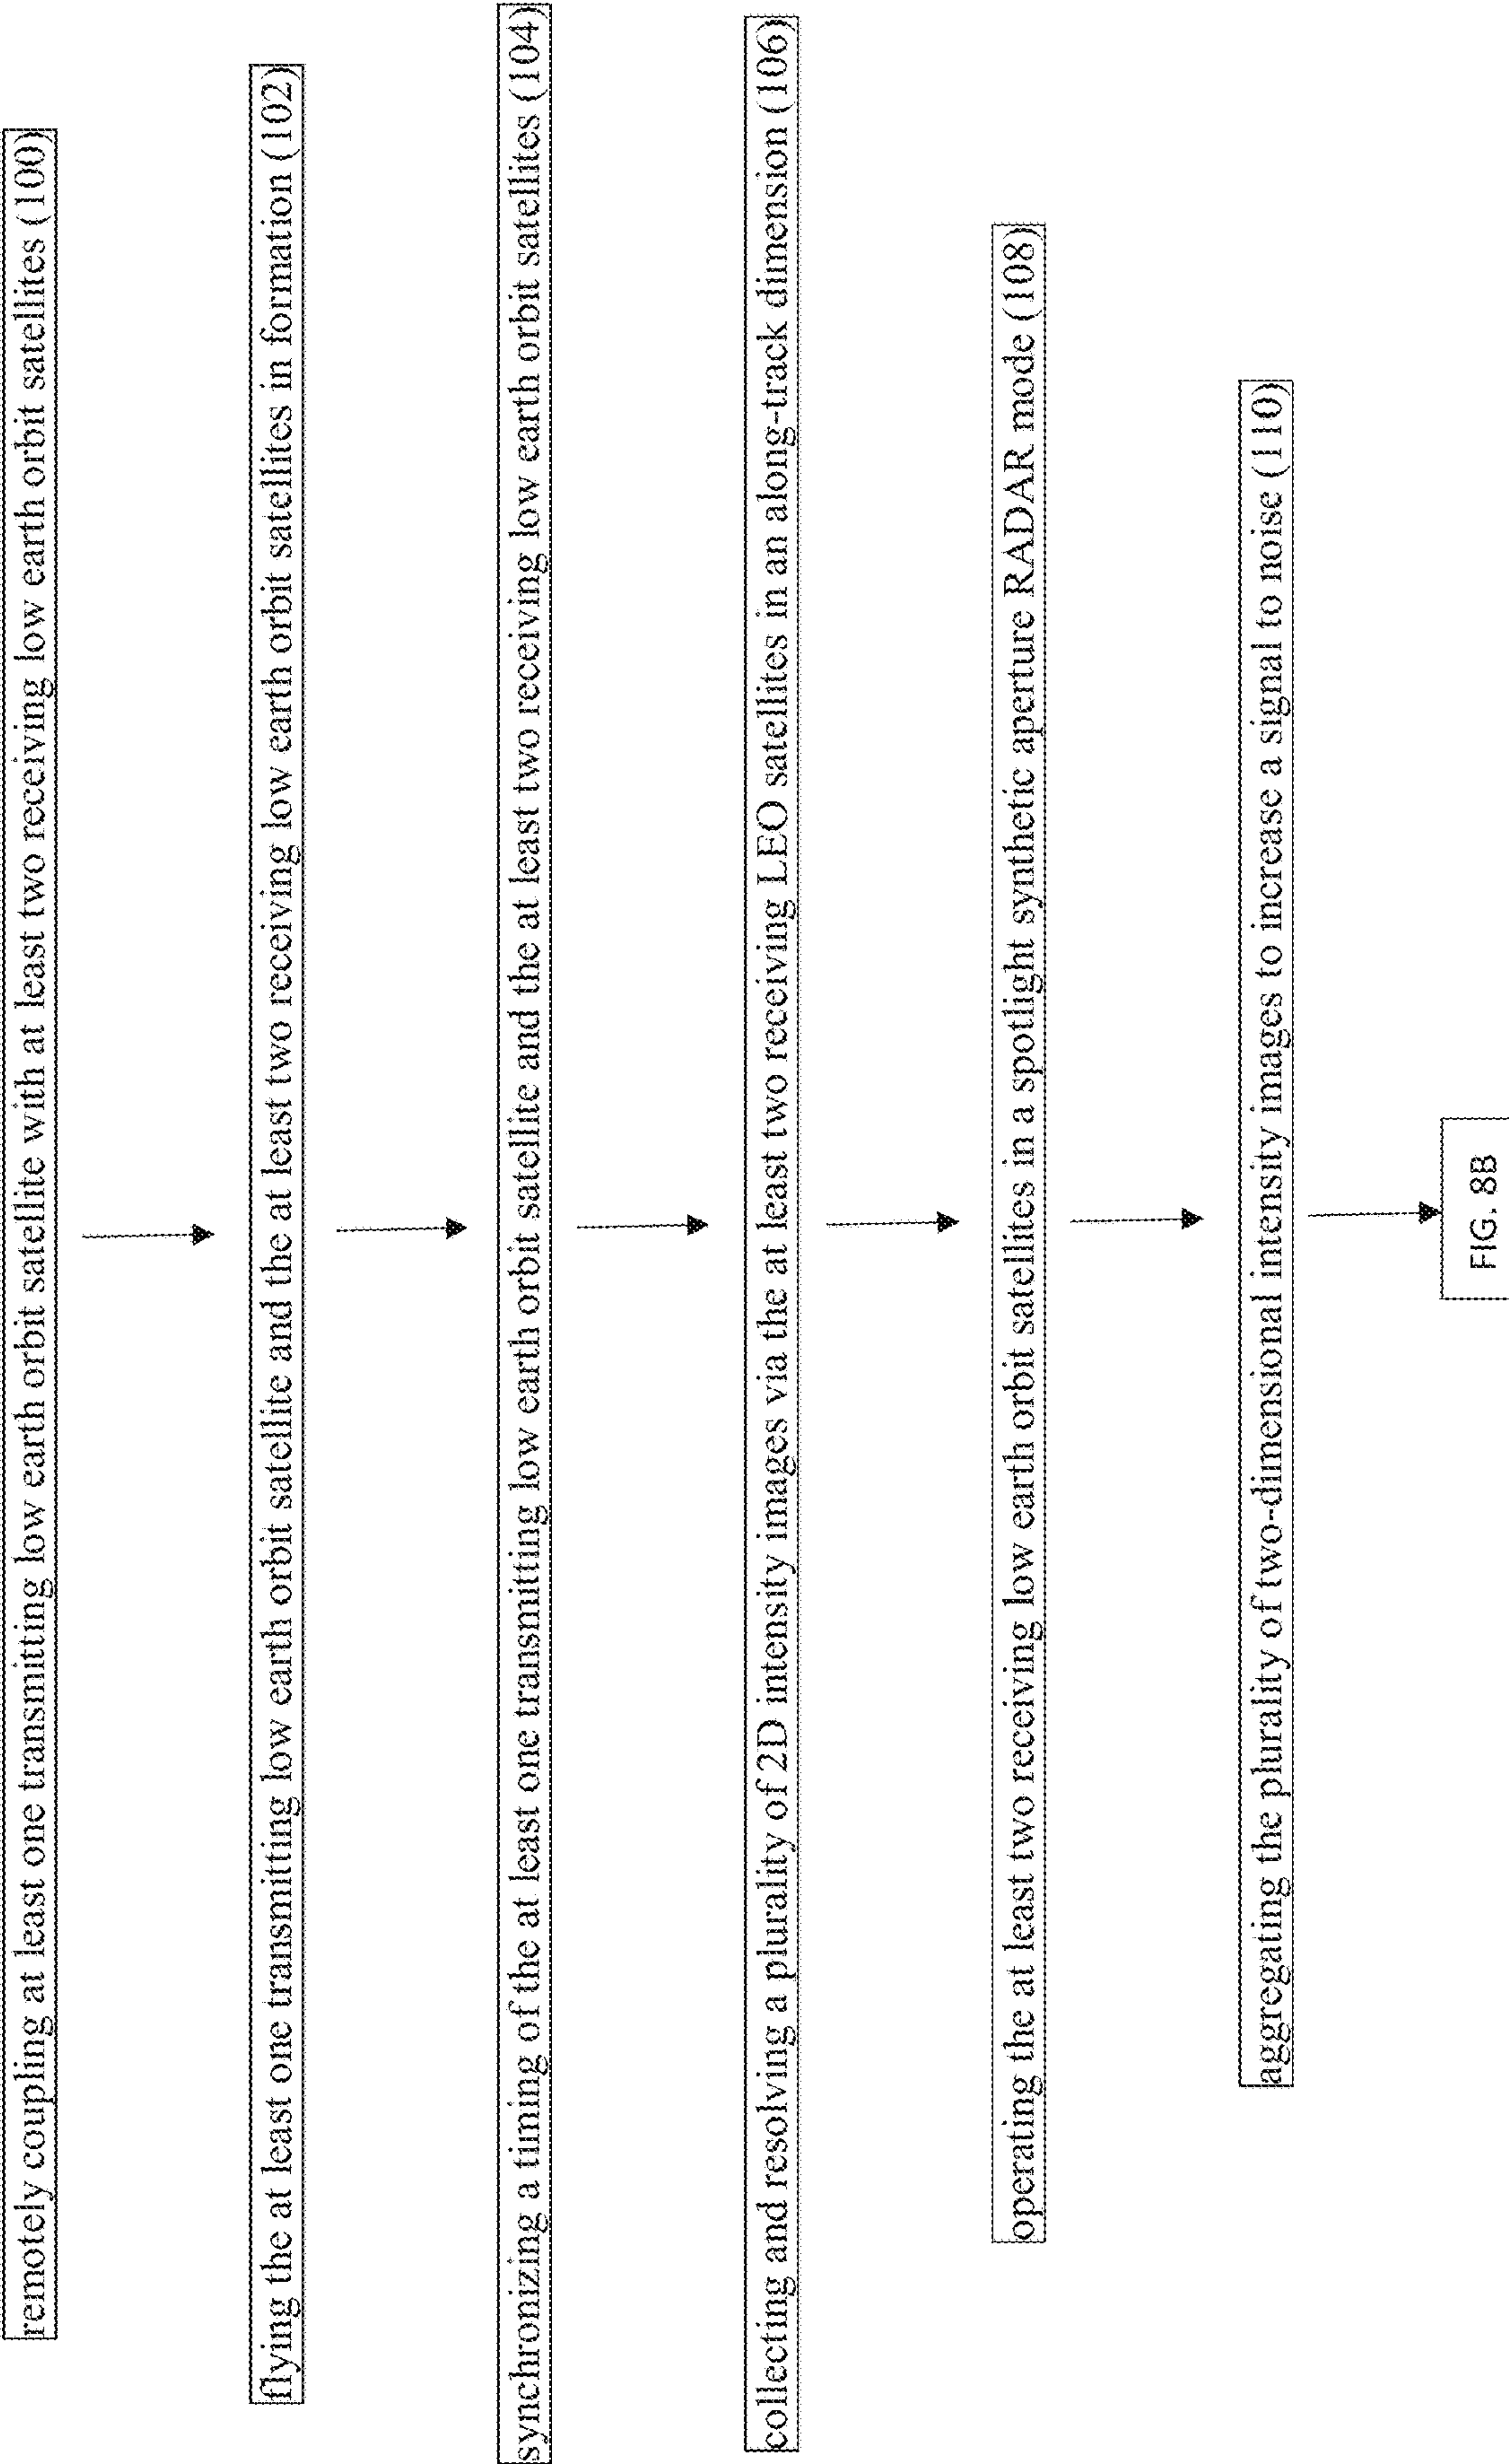 remotely coupling at least one transmitting low earth orbit satellite with at least two receiving low earth orbit satellites (100)
flying the at least one transmitting low earth orbit satellite and the at least two receiving low earth orbit satellites in formation (102)
synchronizing a timing of the at least one transmitting low earth orbit satellite and the at least two receiving low earth orbit satellites (104)
collecting and resolving a plurality of 2D intensity images via the at least two receiving LEO satellites in an along-track dimension (106)
operating the at least two receiving low earth orbit satellites in a spotlight synthetic aperture RADAR mode (108)
aggregating the plurality of two-dimensional intensity images to increase a signal to noise (110)
FIG. 8B